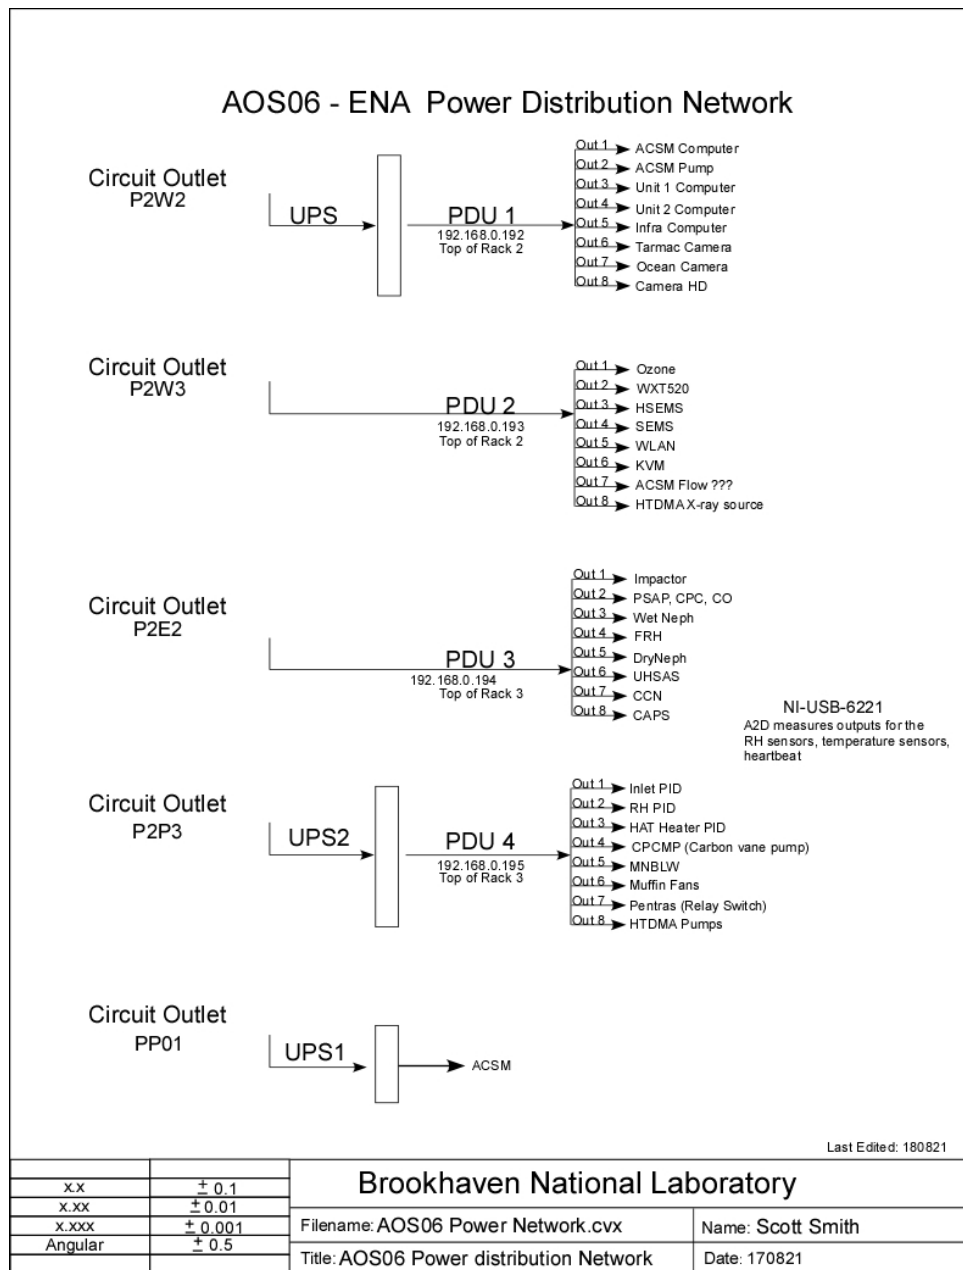 AOS06 - ENA Power Distribution Network
Circuit Outlet
P2W2
UPS
PDU 1
192.168.0.192
Top of Rack 2
Out 1 ACSM Computer
Out 2 ACSM Pump
Out 3 Unit 1 Computer
Out 4 Unit 2 Computer
Out 5 Infra Computer
Out 6 Tarmac Camera
Out 7 Ocean Camera
Out 8 Camera HD
Circuit Outlet
P2W3
PDU 2
192.168.0.193
Top of Rack 2
Out 1 Ozone
Out 2 WXT520
Out 3 HSEMS
Out 4 SEMS
Out 5 WLAN
Out 6 KVM
Out 7 ACSM Flow ???
Out 8 HTDMA X-ray source
Circuit Outlet
P2E2
PDU 3
192.168.0.194
Top of Rack 3
Out 1 Impactor
Out 2 PSAP, CPC, CO
Out 3 Wet Neph
Out 4 FRH
Out 5 DryNeph
Out 6 UHSAS
Out 7 CCN
Out 8 CAPS
NI-USB-6221
A2D measures outputs for the
RH sensors, temperature sensors,
heartbeat
Circuit Outlet
P2P3
UPS2
PDU 4
192.168.0.195
Top of Rack 3
Out 1 Inlet PID
Out 2 RH PID
Out 3 HAT Heater PID
Out 4 CPCMP (Carbon vane pump)
Out 5 MNBLW
Out 6 Muffin Fans
Out 7 Pentras (Relay Switch)
Out 8 HTDMA Pumps
Circuit Outlet
PP01
UPS1
ACSM
Last Edited: 180821
x.x ± 0.1
x.xx ± 0.01
x.xxx ± 0.001
Angular ± 0.5
Brookhaven National Laboratory
Filename: AOS06 Power Network.cvx
Name: Scott Smith
Title: AOS06 Power distribution Network
Date: 170821